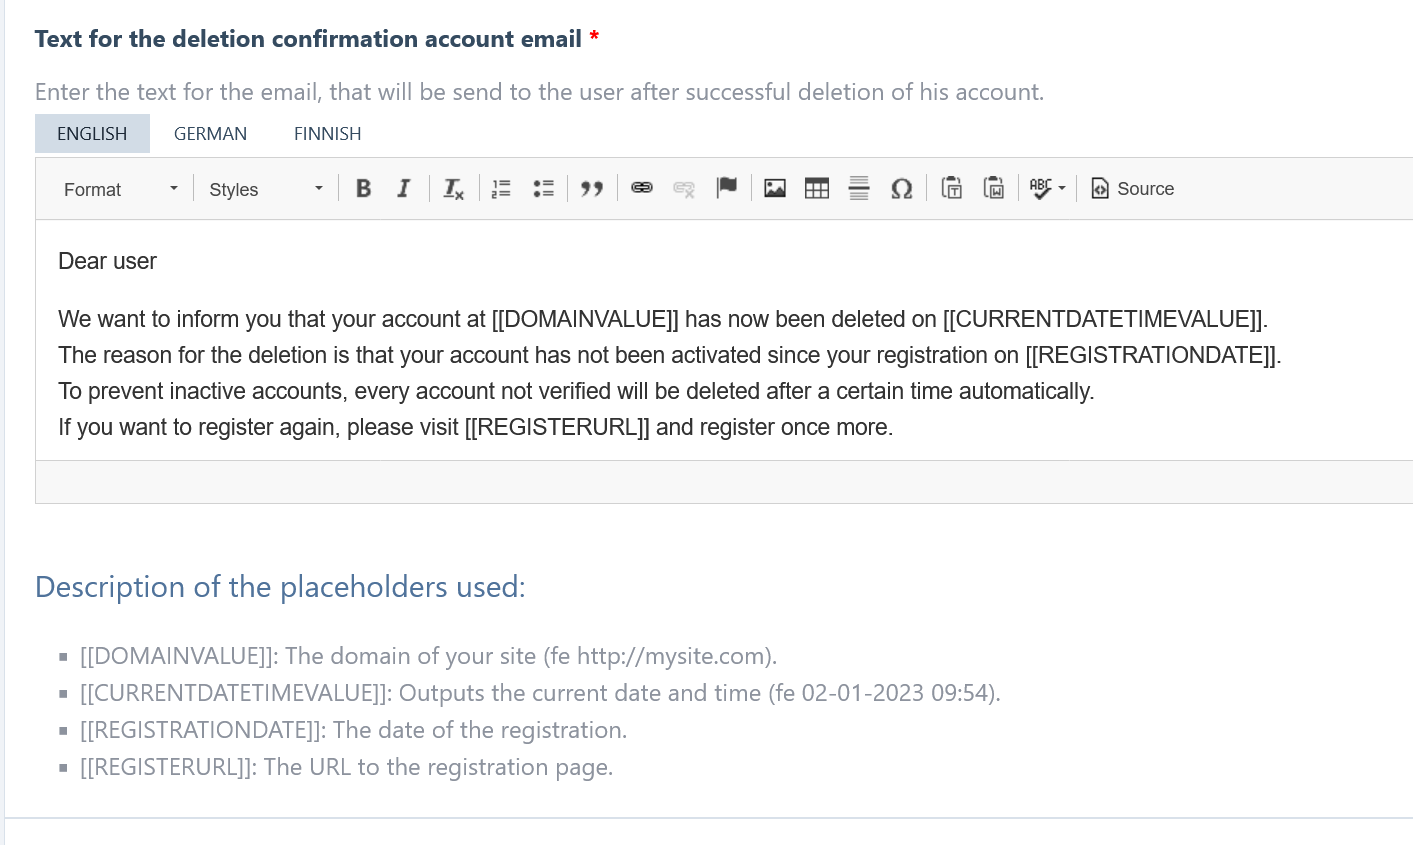 Text for the deletion confirmation account email *
Enter the text for the email, that will be send to the user after successful deletion of his account.
ENGLISH GERMAN FINNISH
Format Styles B I Tx ABC Source
Dear user
We want to inform you that your account at [[DOMAINVALUE]] has now been deleted on [[CURRENTDATETIMEVALUE]].
The reason for the deletion is that your account has not been activated since your registration on [[REGISTRATIONDATE]].
To prevent inactive accounts, every account not verified will be deleted after a certain time automatically.
If you want to register again, please visit [[REGISTERURL]] and register once more.
Description of the placeholders used:
▪ [[DOMAINVALUE]]: The domain of your site (fe http://mysite.com).
▪ [[CURRENTDATETIMEVALUE]]: Outputs the current date and time (fe 02-01-2023 09:54).
▪ [[REGISTRATIONDATE]]: The date of the registration.
▪ [[REGISTERURL]]: The URL to the registration page.